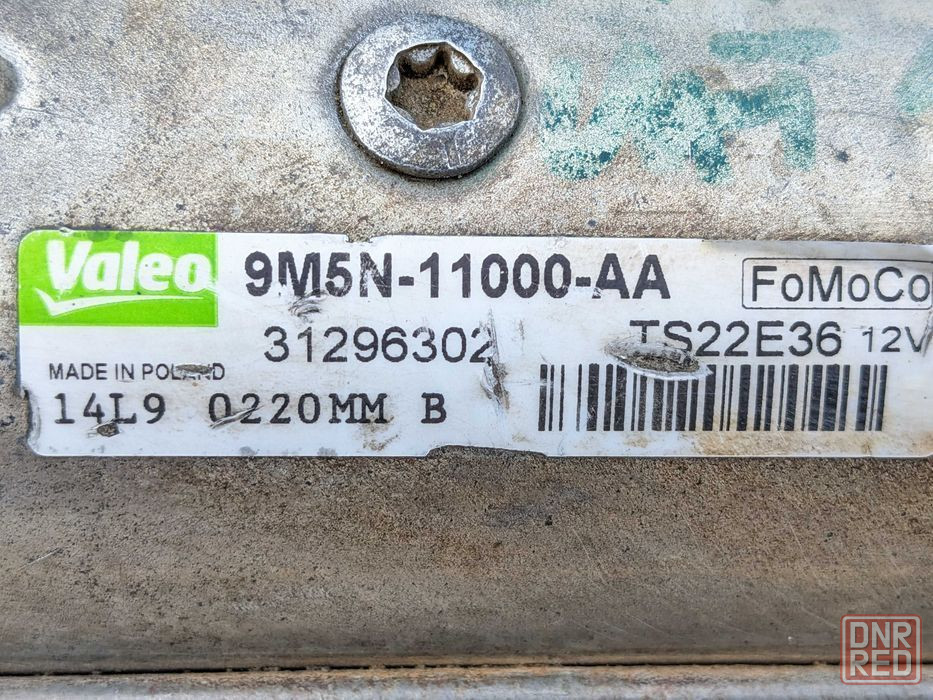 Valeo
9M5N-11000-AA
FoMoCo
31296302
TS22E36 12V
MADE IN POLAND
14L9 0220MM B
DNR
RED